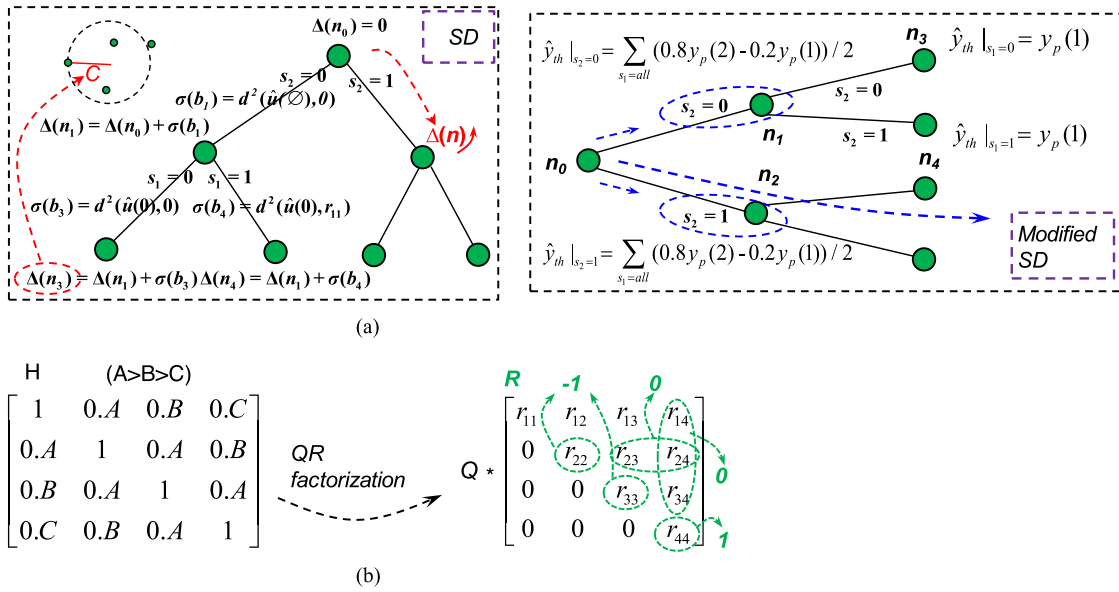 Δ(n₀) = 0
SD
C
s₂ = 0
s₂ = 1
σ(b₁) = d²(û(∅), 0)
Δ(n₁) = Δ(n₀) + σ(b₁)
Δ(n)
s₁ = 0
s₁ = 1
σ(b₃) = d²(û(0), 0)
σ(b₄) = d²(û(0), r₁₁)
Δ(n₃) = Δ(n₁) + σ(b₃) Δ(n₄) = Δ(n₁) + σ(b₄)
ŷ_th |_{s₂=0} = ∑_{s₁=all} (0.8y_p(2) - 0.2y_p(1)) / 2
n₃
ŷ_th |_{s₁=0} = y_p(1)
s₂ = 0
s₂ = 0
n₁
s₂ = 1
ŷ_th |_{s₁=1} = y_p(1)
n₀
n₂
n₄
s₂ = 1
ŷ_th |_{s₂=1} = ∑_{s₁=all} (0.8y_p(2) - 0.2y_p(1)) / 2
Modified
SD
(a)
H (A>B>C)
1 0.A 0.B 0.C
0.A 1 0.A 0.B
0.B 0.A 1 0.A
0.C 0.B 0.A 1
QR
factorization
Q *
R -1 0
r₁₁ r₁₂ r₁₃ r₁₄
0 r₂₂ r₂₃ r₂₄
0
0 0 r₃₃ r₃₄
0 0 0 r₄₄
1
(b)